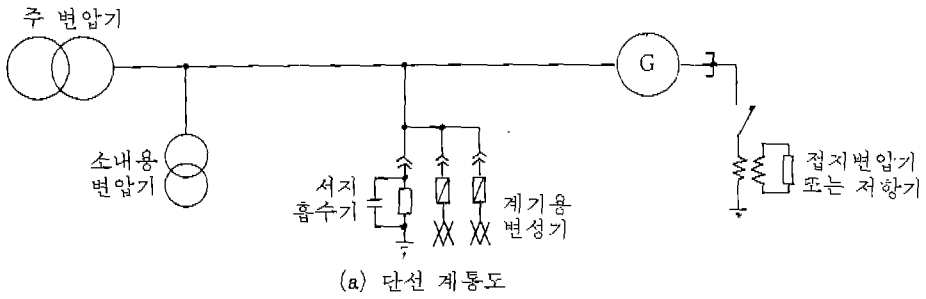 주 변압기
G
소내용
변압기
서지
흡수기
계기용
변성기
접지변압기
또는 저항기
(a) 단선 계통도